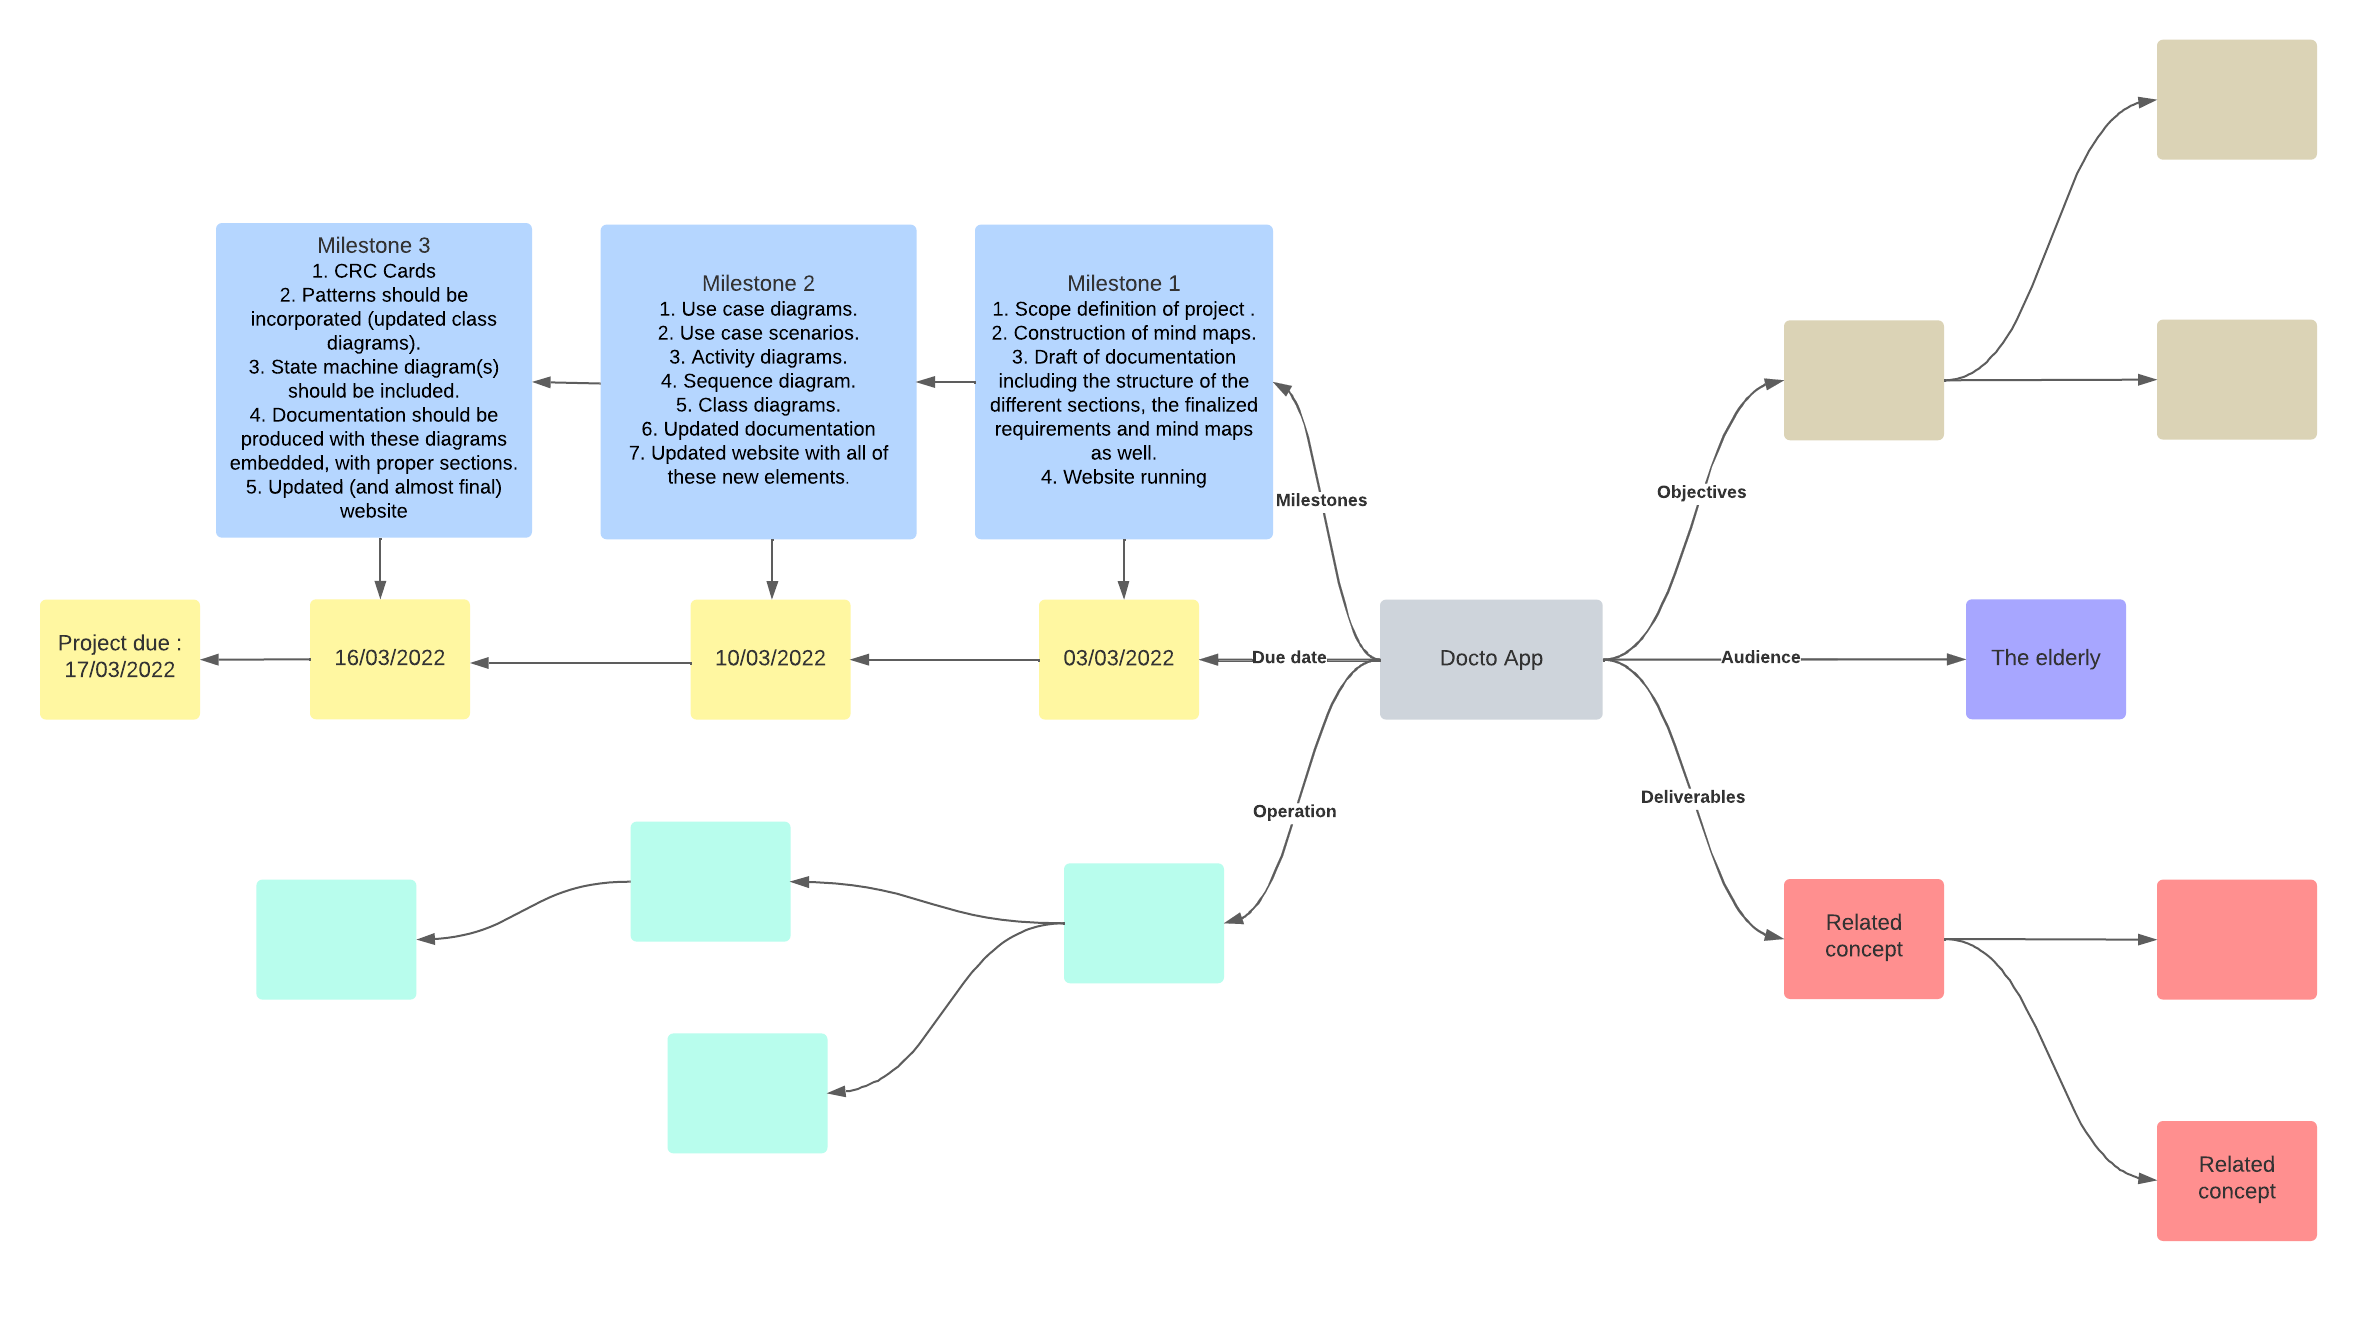 Milestone 3
1. CRC Cards
2. Patterns should be
incorporated (updated class
diagrams).
3. State machine diagram(s)
should be included.
4. Documentation should be
produced with these diagrams
embedded, with proper sections.
5. Updated (and almost final)
website
Milestone 2
1. Use case diagrams.
2. Use case scenarios.
3. Activity diagrams.
4. Sequence diagram.
5. Class diagrams.
6. Updated documentation
7. Updated website with all of
these new elements.
Milestone 1
1. Scope definition of project .
2. Construction of mind maps.
3. Draft of documentation
including the structure of the
different sections, the finalized
requirements and mind maps
as well.
4. Website running
Milestones
Objectives
Project due :
17/03/2022
16/03/2022
10/03/2022
03/03/2022
Due date
Docto App
Audience
The elderly
Operation
Deliverables
Related
concept
Related
concept